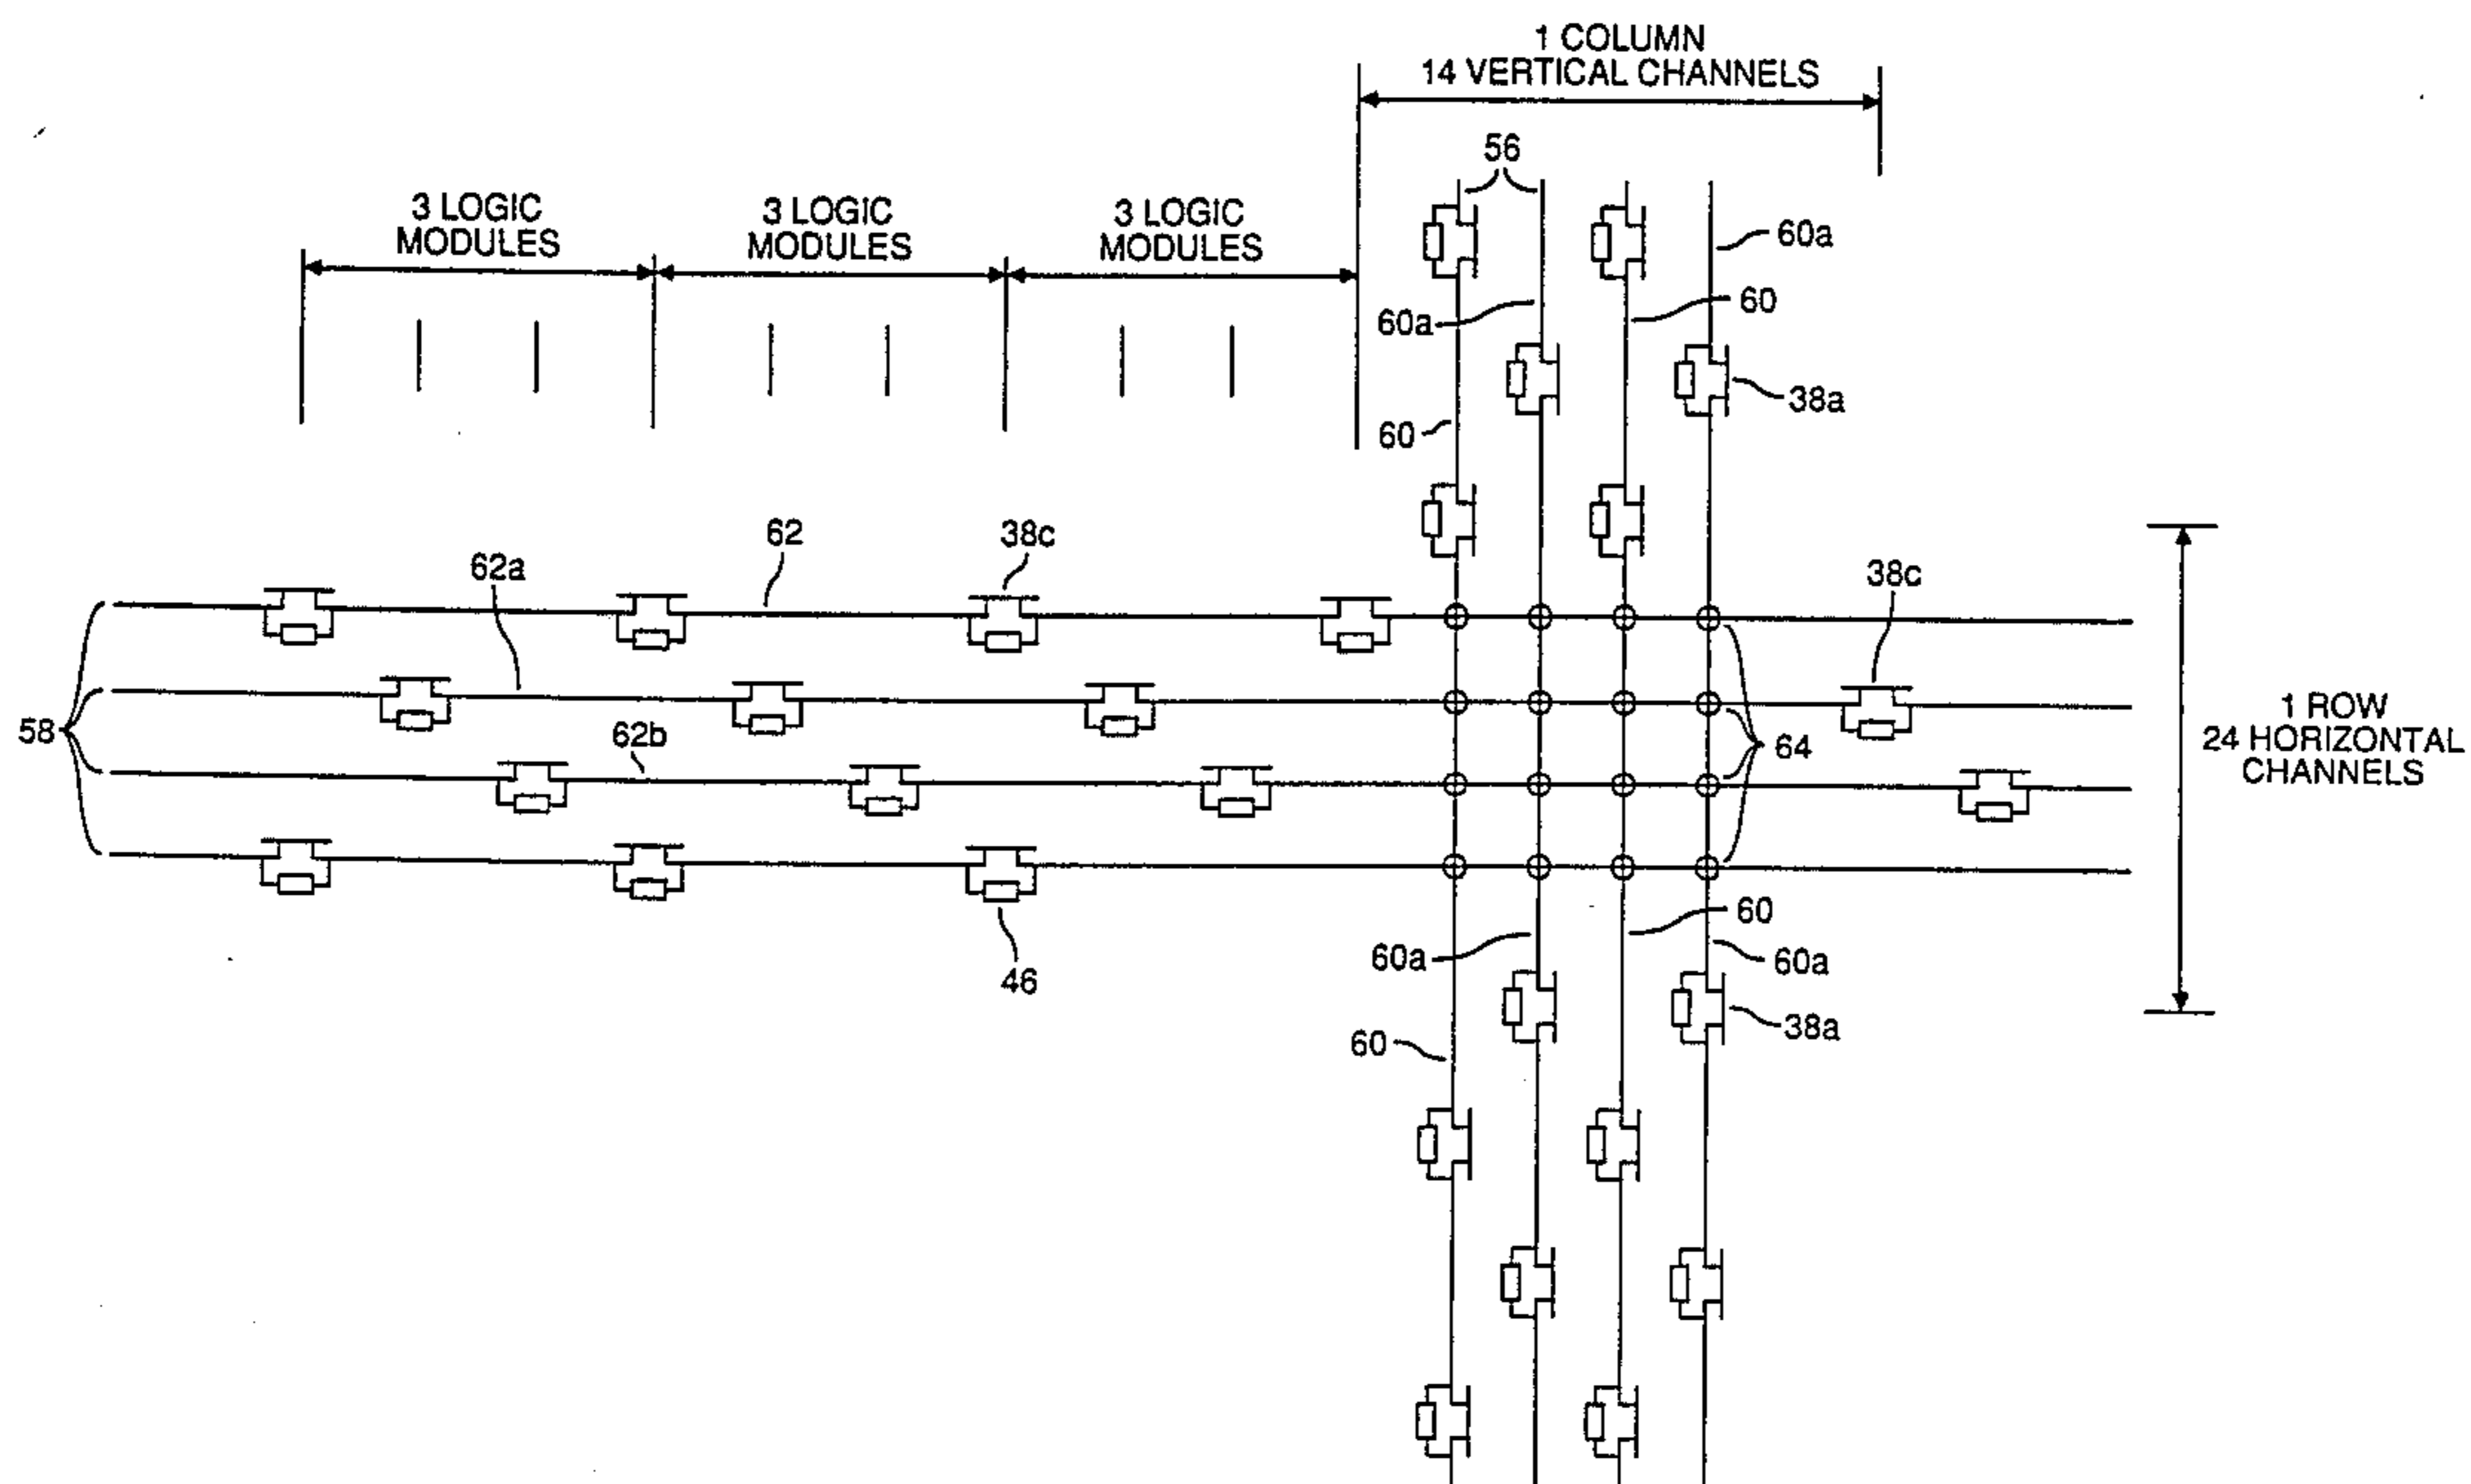 1 COLUMN
14 VERTICAL CHANNELS
56
3 LOGIC
MODULES
3 LOGIC
MODULES
3 LOGIC
MODULES
60a
60
60a
38a
60
62
38c
62a
38c
58
62b
64
1 ROW
24 HORIZONTAL
CHANNELS
60
60a
60a
46
38a
60